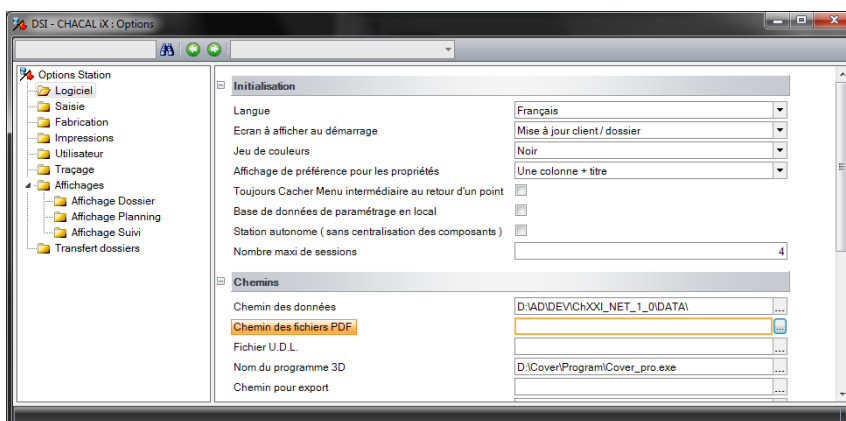 DSI - CHACAL iX : Options
Options Station
Logiciel
Saisie
Fabrication
Impressions
Utilisateur
Traçage
Affichages
Affichage Dossier
Affichage Planning
Affichage Suivi
Transfert dossiers
Initialisation
Langue Français
Ecran à afficher au démarrage Mise à jour client / dossier
Jeu de couleurs Noir
Affichage de préférence pour les propriétés Une colonne + titre
Toujours Cacher Menu intermédiaire au retour d'un point
Base de données de paramétrage en local
Station autonome ( sans centralisation des composants )
Nombre maxi de sessions 4
Chemins
Chemin des données D:\AD\DEV\ChXXI_NET_1_0\DATA\ ...
Chemin des fichiers PDF ...
Fichier U.D.L. ...
Nom du programme 3D D:\Cover\Program\Cover_pro.exe ...
Chemin pour export ...